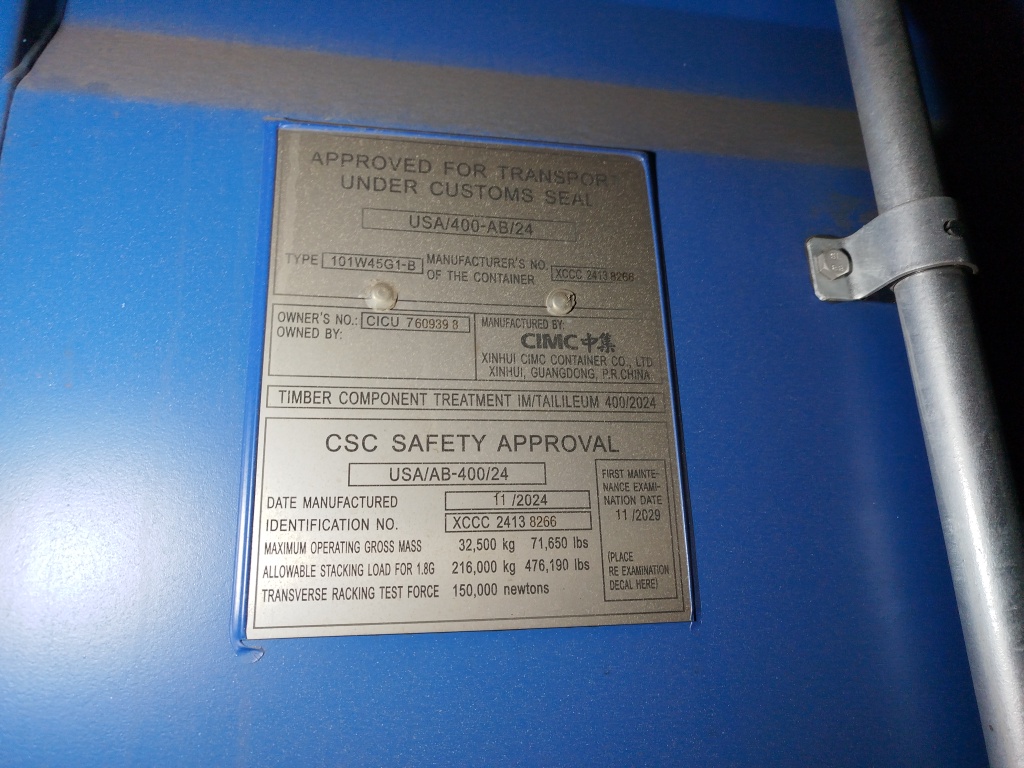 APPROVED FOR TRANSPORT
UNDER CUSTOMS SEAL
USA/400-AB/24
TYPE 101W45G1-B
MANUFACTURER'S NO.
OF THE CONTAINER XCCC 2413 8266
OWNER'S NO.: CICU 760939 3
OWNED BY:
MANUFACTURED BY:
CIMC 中集
XINHUI CIMC CONTAINER CO., LTD
XINHUI, GUANGDONG, P.R.CHINA
TIMBER COMPONENT TREATMENT IM/TAILILEUM 400/2024
CSC SAFETY APPROVAL
USA/AB-400/24
DATE MANUFACTURED 11 /2024
IDENTIFICATION NO. XCCC 2413 8266
MAXIMUM OPERATING GROSS MASS 32,500 kg 71,650 lbs
ALLOWABLE STACKING LOAD FOR 1.8G 216,000 kg 476,190 lbs
TRANSVERSE RACKING TEST FORCE 150,000 newtons
FIRST MAINTE-
NANCE EXAMI-
NATION DATE
11 /2029
(PLACE
RE EXAMINATION
DECAL HERE)